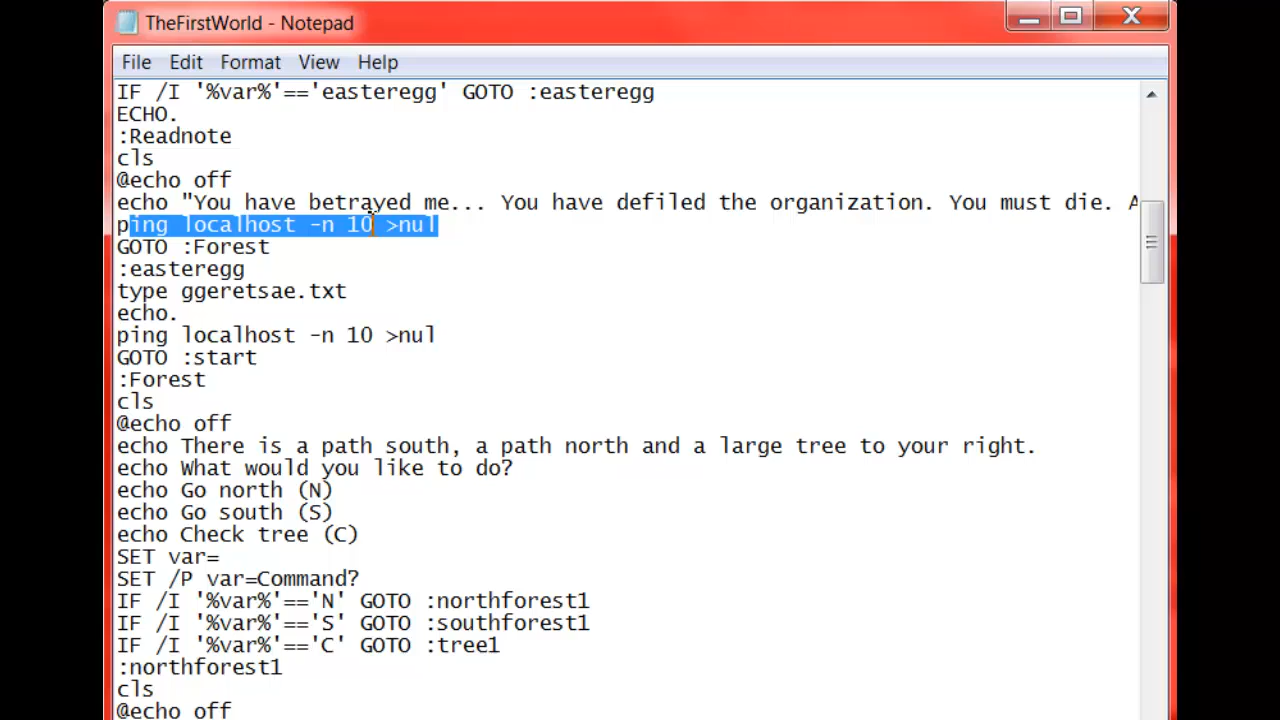 TheFirstWorld - Notepad
File Edit Format View Help
IF /I '%var%'=='easteregg' GOTO :easteregg
ECHO.
:Readnote
cls
@echo off
echo "You have betrayed me... You have defiled the organization. You must die. A
ping localhost -n 10 >nul
GOTO :Forest
:easteregg
type ggeretsae.txt
echo.
ping localhost -n 10 >nul
GOTO :start
:Forest
cls
@echo off
echo There is a path south, a path north and a large tree to your right.
echo What would you like to do?
echo Go north (N)
echo Go south (S)
echo Check tree (C)
SET var=
SET /P var=Command?
IF /I '%var%'=='N' GOTO :northforest1
IF /I '%var%'=='S' GOTO :southforest1
IF /I '%var%'=='C' GOTO :tree1
:northforest1
cls
@echo off